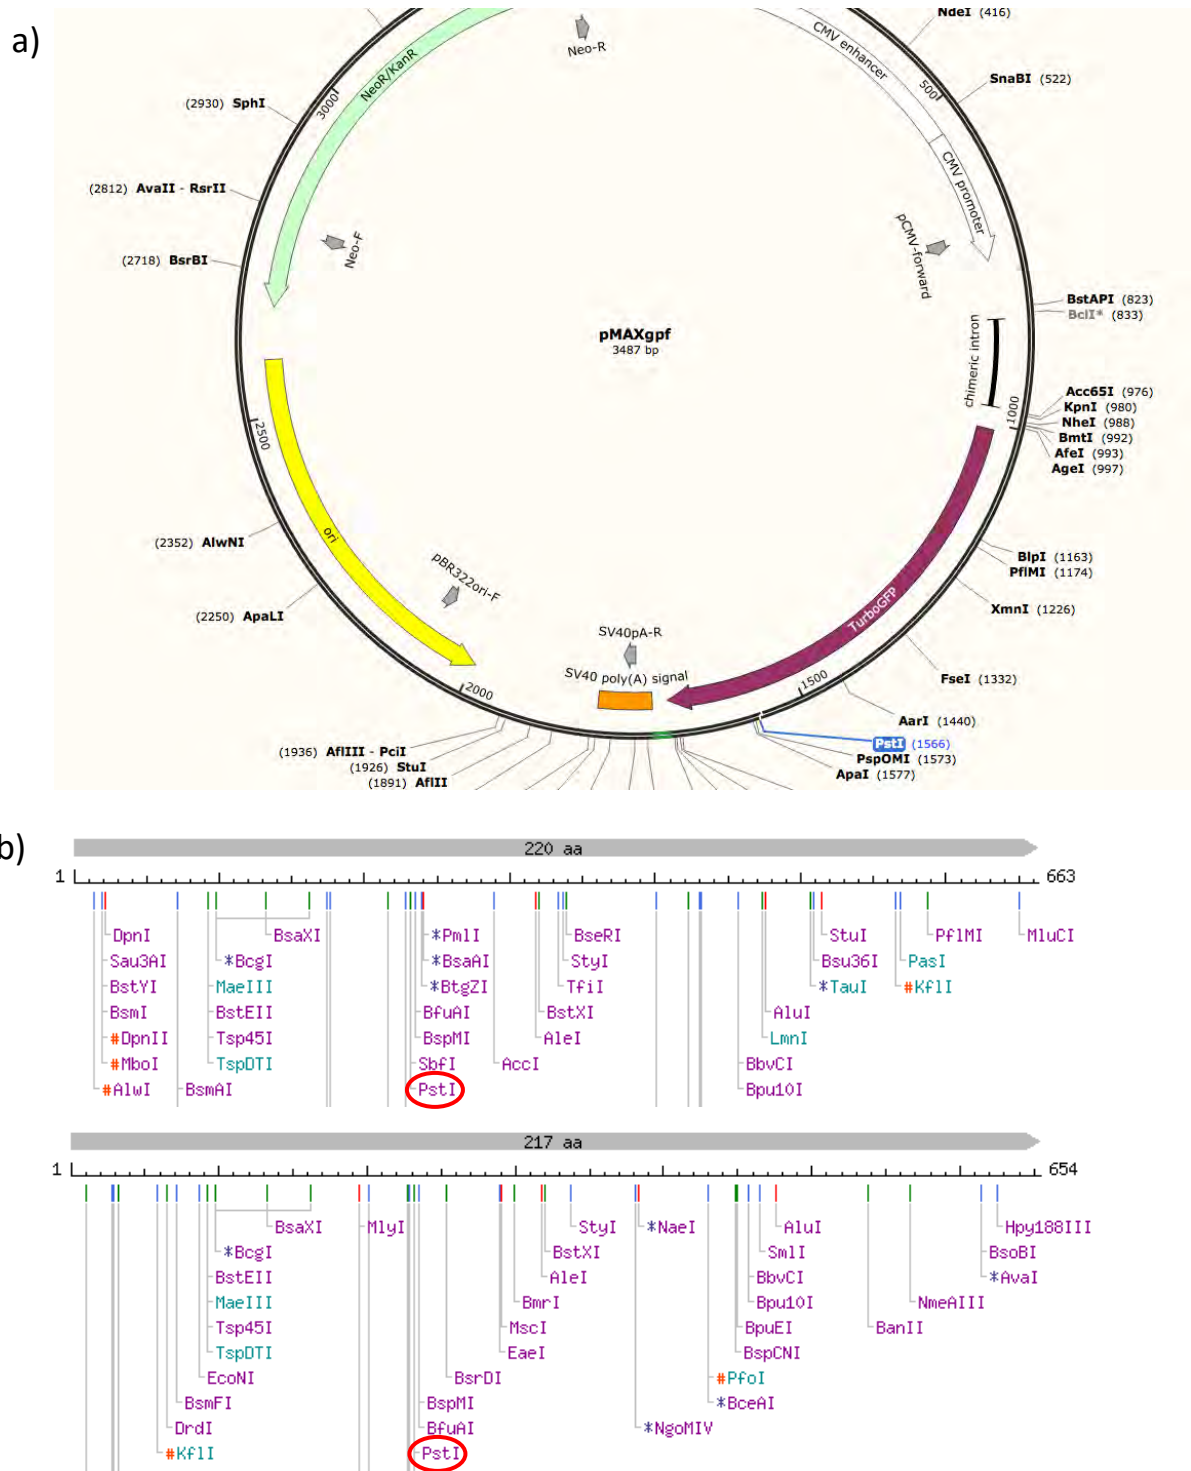 a)
NdeI (416)
Neo-R
CMV enhancer
NeoR/KanR
500
SnaBI (522)
3000
(2930) SphI
CMV promoter
(2812) AvaII - RsrII
Neo-F
pCMV-forward
(2718) BsrBI
BstAPI (823)
BclI* (833)
pMAXgpf
3487 bp
chimeric intron
Acc65I (976)
KpnI (980)
1000
NheI (988)
BmtI (992)
AfeI (993)
AgeI (997)
2500
(2352) AlwNI
ori
BlpI (1163)
PflMI (1174)
pBR322ori-F
XmnI (1226)
(2250) ApaLI
TurboGFP
SV40pA-R
SV40 poly(A) signal
FseI (1332)
2000
1500
AarI (1440)
(1936) AflIII - PciI
PstI (1566)
(1926) StuI
PspOMI (1573)
(1891) AflII
ApaI (1577)
b)
220 aa
1 663
DpnI BsaXI *PmlI BseRI StuI PflMI MluCI
Sau3AI *BcgI *BsaAI StyI Bsu36I PasI
BstYI MaeIII *BtgZI TfiI *TauI #KflI
BsmI BstEII BfuAI BstXI AluI
#DpnII Tsp45I BspMI AleI LmnI
#MboI TspDTI SbfI AccI BbvCI
#AlwI BsmAI PstI Bpu10I
217 aa
1 654
BsaXI MlyI StyI *NaeI AluI Hpy188III
*BcgI BstXI SmlI BsoBI
BstEII AleI BbvCI *AvaI
MaeIII BmrI Bpu10I NmeAIII
Tsp45I MscI BpuEI BanII
TspDTI EaeI BspCNI
EcoNI BsrDI #PfoI
BsmFI BspMI *BceAI
DrdI BfuAI *NgoMIV
#KflI PstI